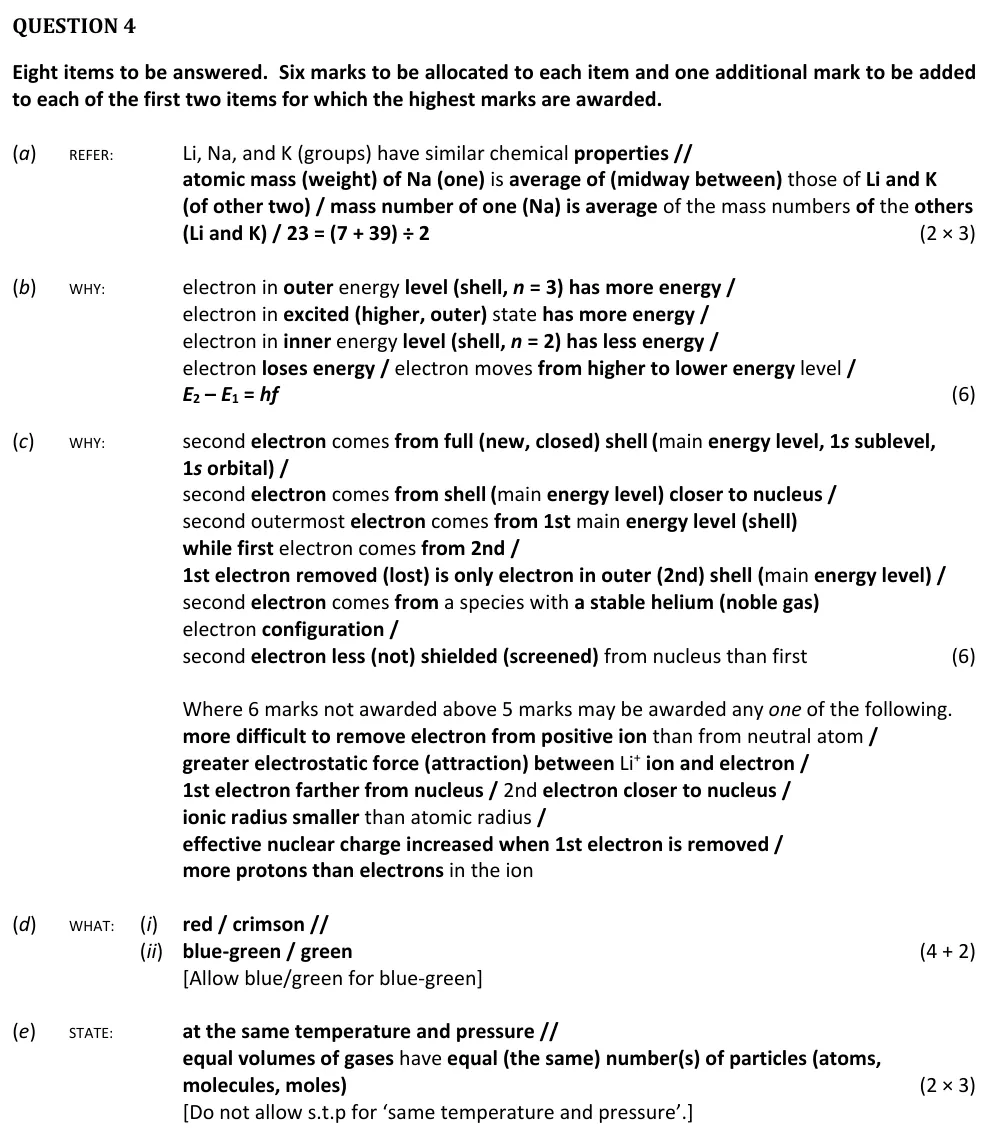 QUESTION 4
Eight items to be answered. Six marks to be allocated to each item and one additional mark to be added
to each of the first two items for which the highest marks are awarded.
(a) REFER: Li, Na, and K (groups) have similar chemical properties //
atomic mass (weight) of Na (one) is average of (midway between) those of Li and K
(of other two) / mass number of one (Na) is average of the mass numbers of the others
(Li and K) / 23 = (7 + 39) ÷ 2 (2 × 3)
(b) WHY: electron in outer energy level (shell, n = 3) has more energy /
electron in excited (higher, outer) state has more energy /
electron in inner energy level (shell, n = 2) has less energy /
electron loses energy / electron moves from higher to lower energy level /
E₂ – E₁ = hf (6)
(c) WHY: second electron comes from full (new, closed) shell (main energy level, 1s sublevel,
1s orbital) /
second electron comes from shell (main energy level) closer to nucleus /
second outermost electron comes from 1st main energy level (shell)
while first electron comes from 2nd /
1st electron removed (lost) is only electron in outer (2nd) shell (main energy level) /
second electron comes from a species with a stable helium (noble gas)
electron configuration /
second electron less (not) shielded (screened) from nucleus than first (6)
Where 6 marks not awarded above 5 marks may be awarded any one of the following.
more difficult to remove electron from positive ion than from neutral atom /
greater electrostatic force (attraction) between Li⁺ ion and electron /
1st electron farther from nucleus / 2nd electron closer to nucleus /
ionic radius smaller than atomic radius /
effective nuclear charge increased when 1st electron is removed /
more protons than electrons in the ion
(d) WHAT: (i) red / crimson //
(ii) blue-green / green (4 + 2)
[Allow blue/green for blue-green]
(e) STATE: at the same temperature and pressure //
equal volumes of gases have equal (the same) number(s) of particles (atoms,
molecules, moles) (2 × 3)
[Do not allow s.t.p for ‘same temperature and pressure’.]